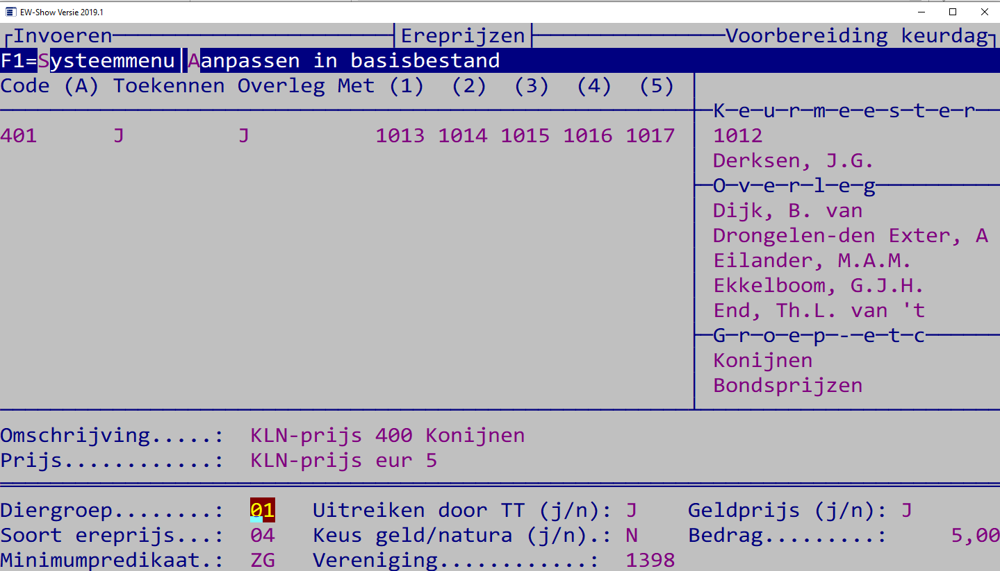 EW-Show Versie 2019.1
Invoeren Ereprijzen Voorbereiding keurdag
F1=Systeemmenu Aanpassen in basisbestand
Code (A) Toekennen Overleg Met (1) (2) (3) (4) (5)
K-e-u-r-m-e-e-s-t-e-r
401 J J 1013 1014 1015 1016 1017 1012
Derksen, J.G.
O-v-e-r-l-e-g
Dijk, B. van
Drongelen-den Exter, A
Eilander, M.A.M.
Ekkelboom, G.J.H.
End, Th.L. van 't
G-r-o-e-p---e-t-c
Konijnen
Bondsprijzen
Omschrijving.....: KLN-prijs 400 Konijnen
Prijs............: KLN-prijs eur 5
Diergroep........: 01 Uitreiken door TT (j/n): J Geldprijs (j/n): J
Soort ereprijs...: 04 Keus geld/natura (j/n).: N Bedrag.........: 5,00
Minimumpredikaat.: ZG Vereniging............: 1398